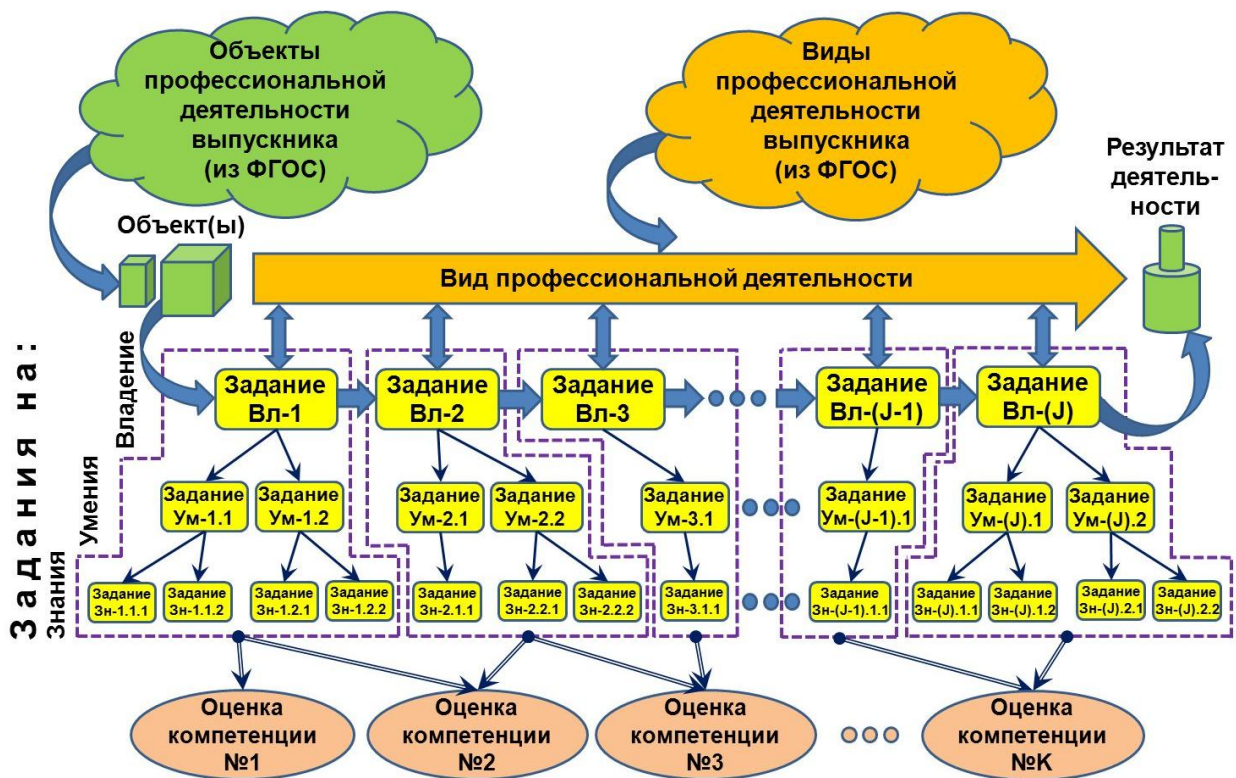 Объекты
профессиональной
деятельности
выпускника
(из ФГОС)
Виды
профессиональной
деятельности
выпускника
(из ФГОС)
Результат
деятель-
ности
Объект(ы)
Вид профессиональной деятельности
Задания на:
Владение
Умения
Знания
Задание
Вл-1
Задание
Вл-2
Задание
Вл-3
Задание
Вл-(J-1)
Задание
Вл-(J)
Задание
Ум-1.1
Задание
Ум-1.2
Задание
Ум-2.1
Задание
Ум-2.2
Задание
Ум-3.1
Задание
Ум-(J-1).1
Задание
Ум-(J).1
Задание
Ум-(J).2
Задание
Зн-1.1.1
Задание
Зн-1.1.2
Задание
Зн-1.2.1
Задание
Зн-1.2.2
Задание
Зн-2.1.1
Задание
Зн-2.2.1
Задание
Зн-2.2.2
Задание
Зн-3.1.1
Задание
Зн-(J-1).1.1
Задание
Зн-(J).1.1
Задание
Зн-(J).1.2
Задание
Зн-(J).2.1
Задание
Зн-(J).2.2
Оценка
компетенции
№1
Оценка
компетенции
№2
Оценка
компетенции
№3
Оценка
компетенции
№K